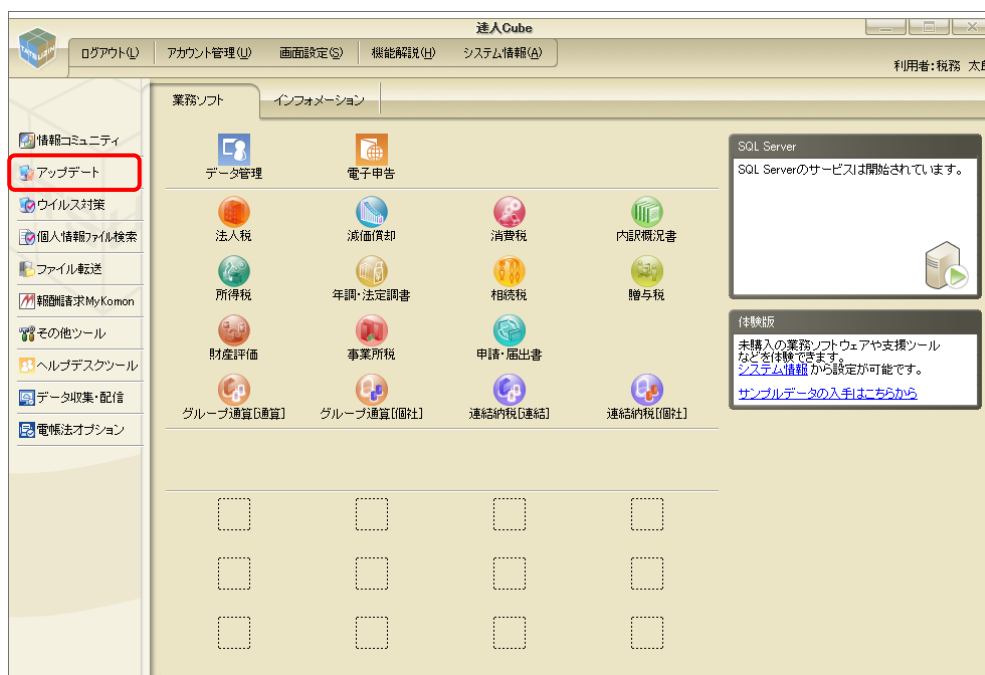 達人Cube
TATSUZIN
ログアウト(L)
アカウント管理(U)
画面設定(S)
機能解説(H)
システム情報(A)
利用者:税務 太郎
業務ソフト
インフォメーション
情報コミュニティ
アップデート
ウイルス対策
個人情報ファイル検索
ファイル転送
報酬請求MyKomon
その他ツール
ヘルプデスクツール
データ収集・配信
電帳法オプション
データ管理
電子申告
法人税
減価償却
消費税
内訳概況書
所得税
年調・法定調書
相続税
贈与税
財産評価
事業所税
申請・届出書
グループ通算[通算]
グループ通算[個社]
連結納税[連結]
連結納税[個社]
SQL Server
SQL Serverのサービスは開始されています。
体験版
未購入の業務ソフトウェアや支援ツール
などを体験できます。
システム情報から設定が可能です。
サンプルデータの入手はこちらから